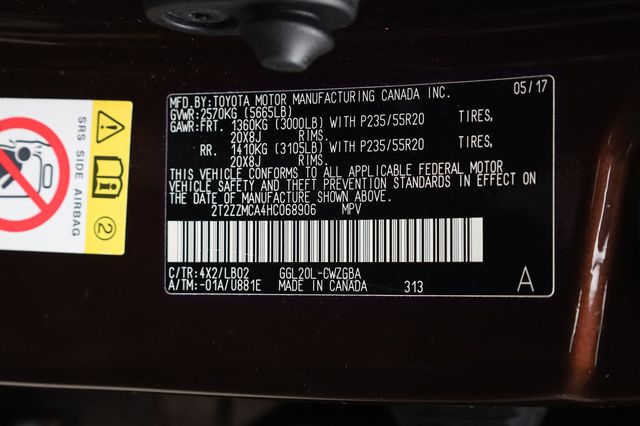 MFD. BY: TOYOTA MOTOR MANUFACTURING CANADA INC. 05/17
GVWR: 2570KG (5665LB)
GAWR: FRT. 1360KG (3000LB) WITH P235/55R20 TIRES,
20X8J RIMS.
RR. 1410KG (3105LB) WITH P235/55R20 TIRES,
20X8J RIMS.
THIS VEHICLE CONFORMS TO ALL APPLICABLE FEDERAL MOTOR
VEHICLE SAFETY AND THEFT PREVENTION STANDARDS IN EFFECT ON
THE DATE OF MANUFACTURE SHOWN ABOVE.
2T2ZZMCA4HC068906 MPV
C/TR: 4X2/LB02 GGL20L-CWZGBA
A/TM: -01A/U881E MADE IN CANADA 313 A
SRS SIDE AIRBAG
2